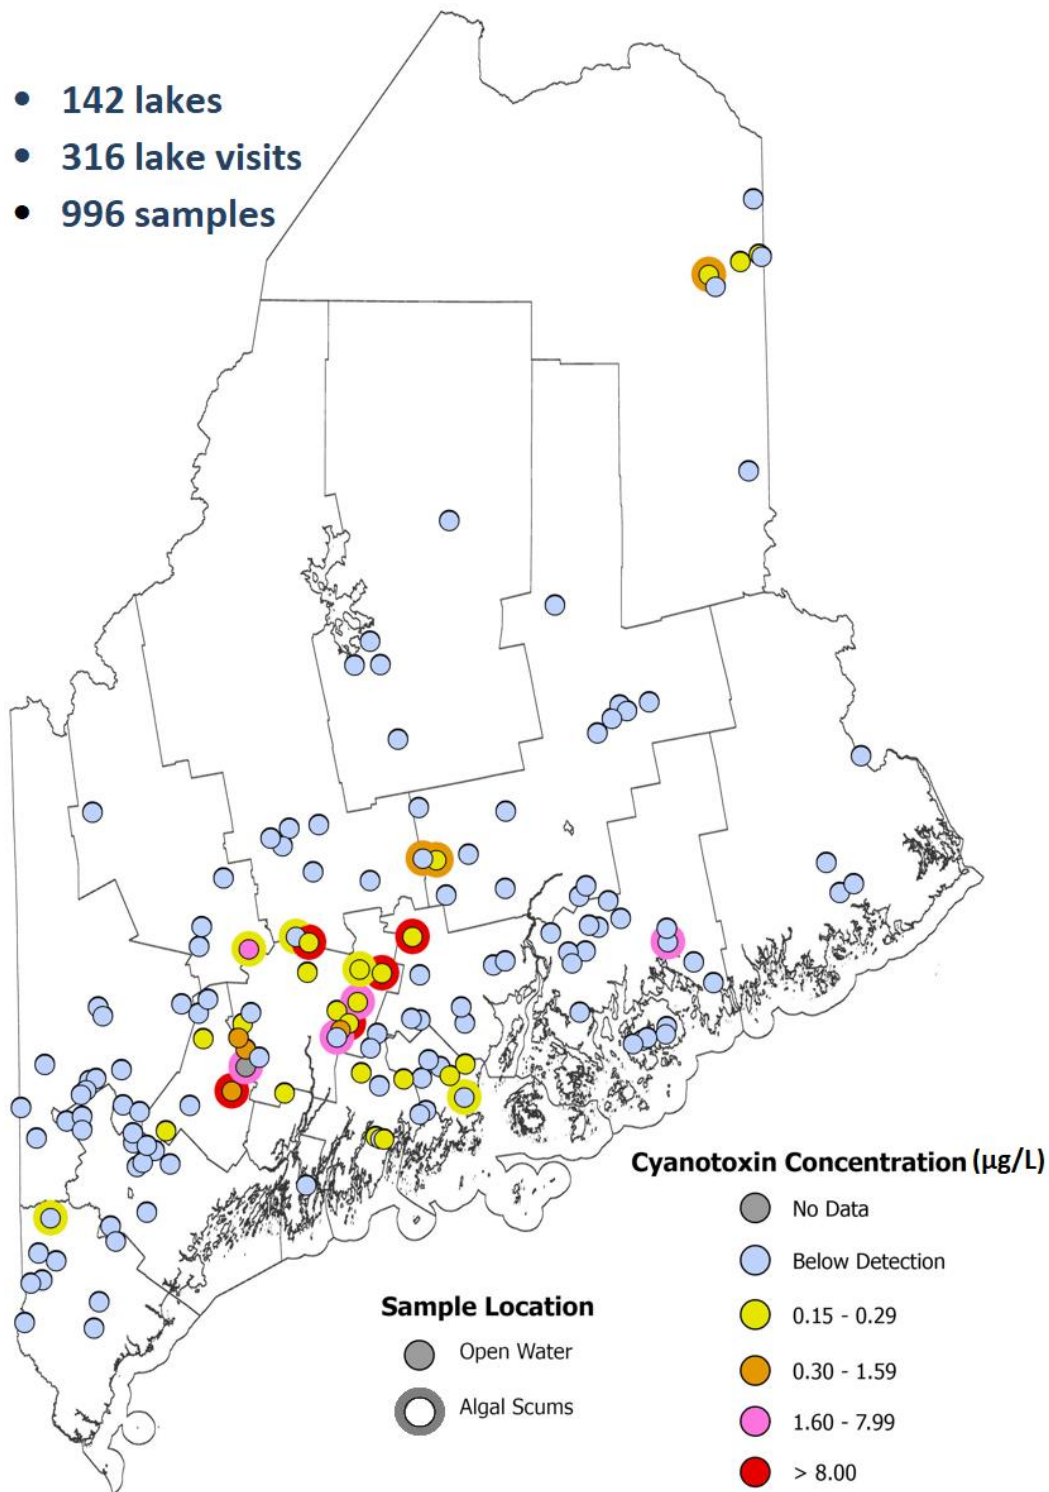 • 142 lakes
• 316 lake visits
• 996 samples
Cyanotoxin Concentration (µg/L)
No Data
Below Detection
0.15 - 0.29
0.30 - 1.59
1.60 - 7.99
> 8.00
Sample Location
Open Water
Algal Scums